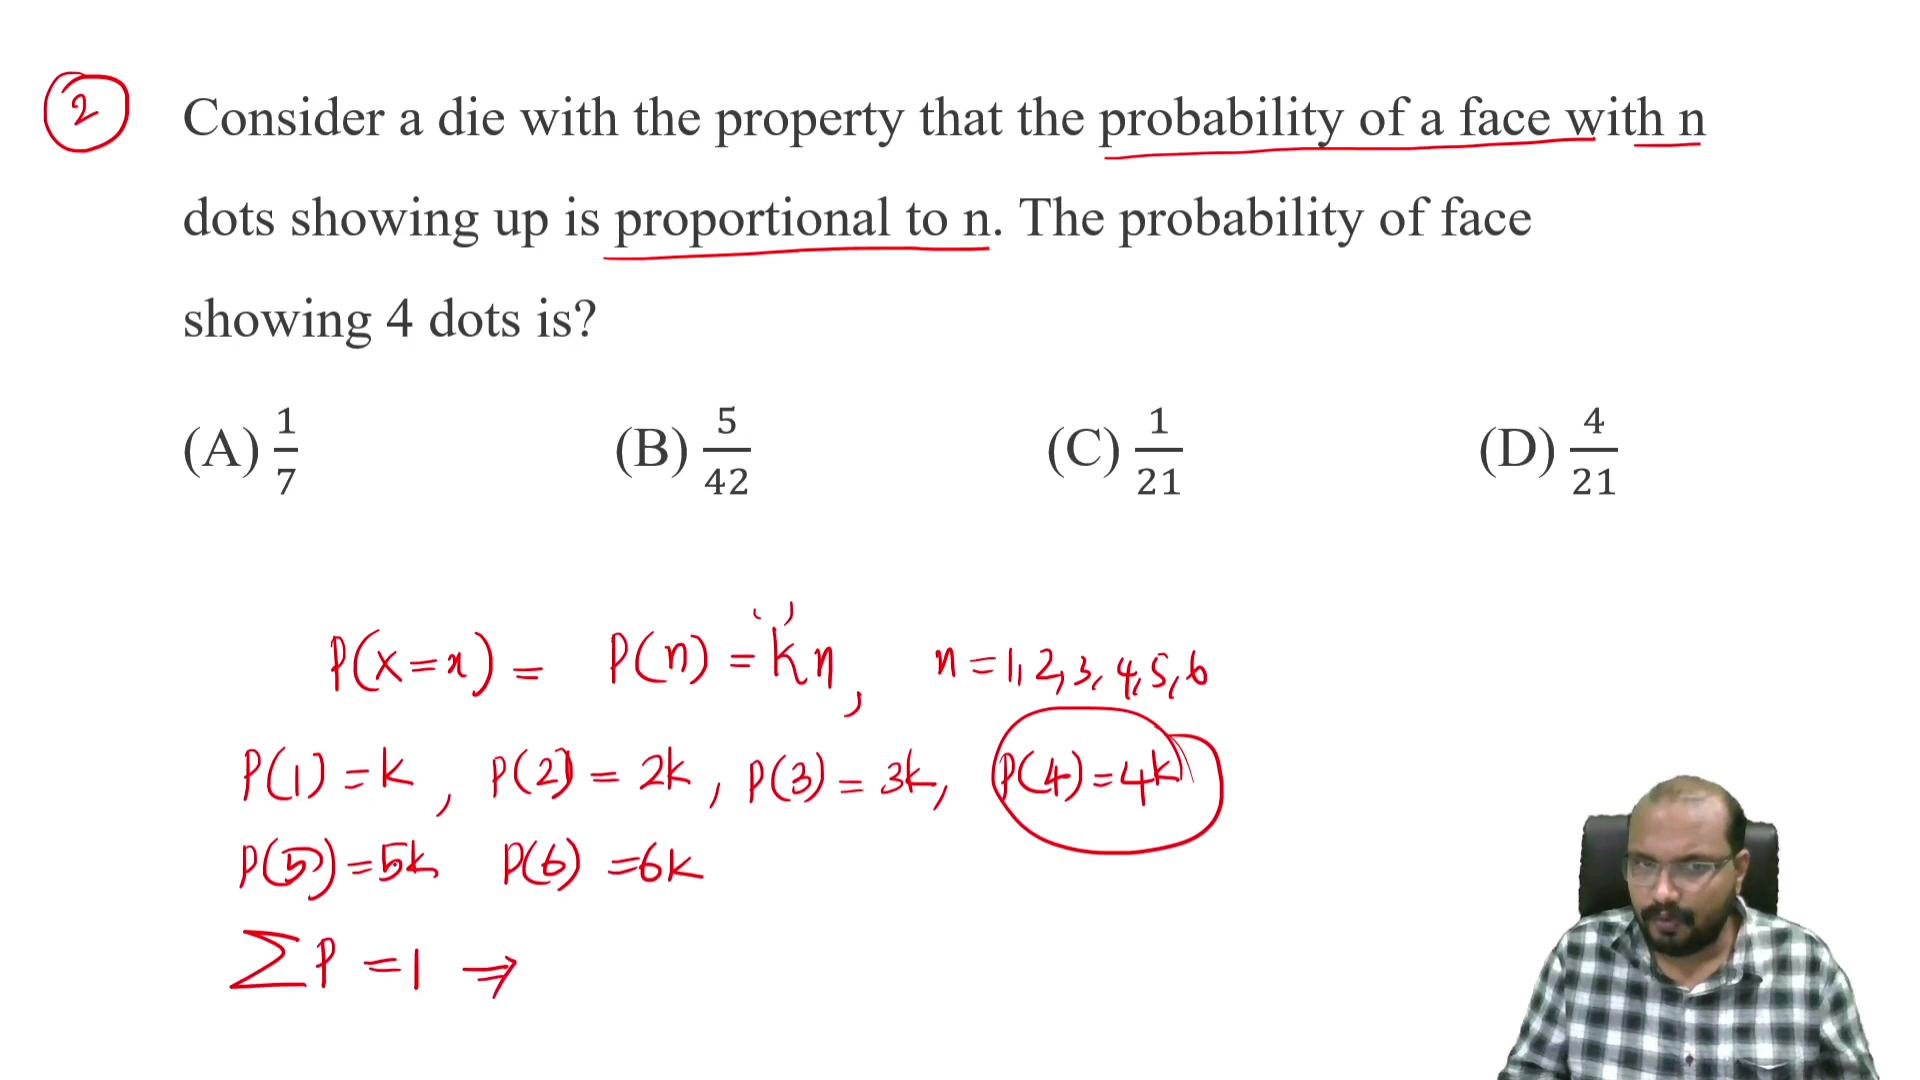 2 Consider a die with the property that the probability of a face with n
dots showing up is proportional to n. The probability of face
showing 4 dots is?
(A) 1/7 (B) 5/42 (C) 1/21 (D) 4/21
P(x=n) = P(n) = kn, n = 1, 2, 3, 4, 5, 6
P(1) = k, P(2) = 2k, P(3) = 3k, P(4) = 4k
P(5) = 5k P(6) = 6k
∑P = 1 ⇒